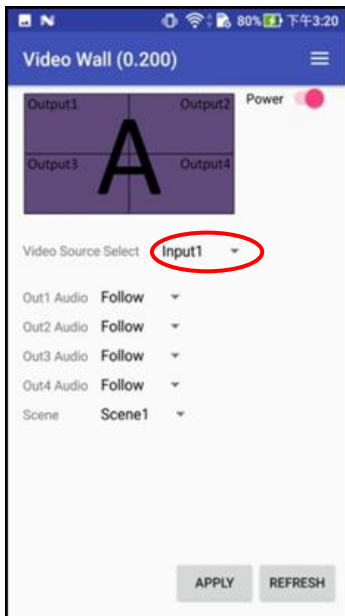 80% 下午3:20
Video Wall (0.200)
Output1 Output2 Power
A
Output3 Output4
Video Source Select Input1
Out1 Audio Follow
Out2 Audio Follow
Out3 Audio Follow
Out4 Audio Follow
Scene Scene1
APPLY REFRESH